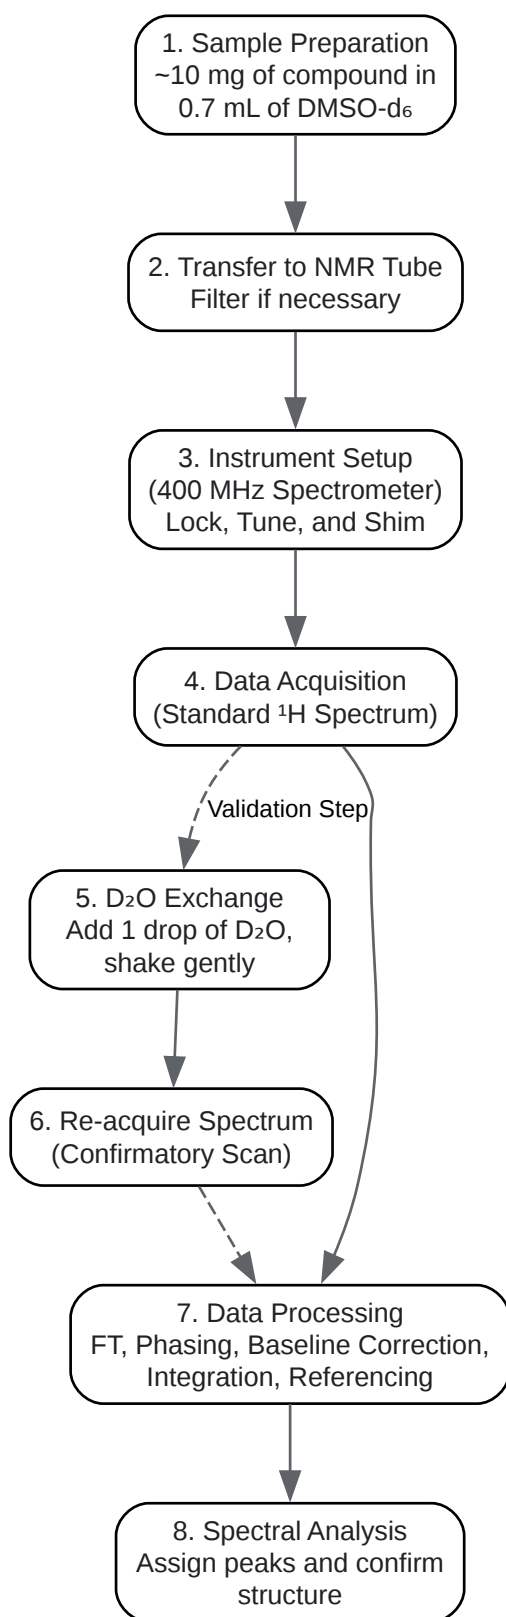 1. Sample Preparation
~10 mg of compound in
0.7 mL of DMSO-d₆
2. Transfer to NMR Tube
Filter if necessary
3. Instrument Setup
(400 MHz Spectrometer)
Lock, Tune, and Shim
4. Data Acquisition
(Standard ¹H Spectrum)
Validation Step
5. D₂O Exchange
Add 1 drop of D₂O,
shake gently
6. Re-acquire Spectrum
(Confirmatory Scan)
7. Data Processing
FT, Phasing, Baseline Correction,
Integration, Referencing
8. Spectral Analysis
Assign peaks and confirm
structure